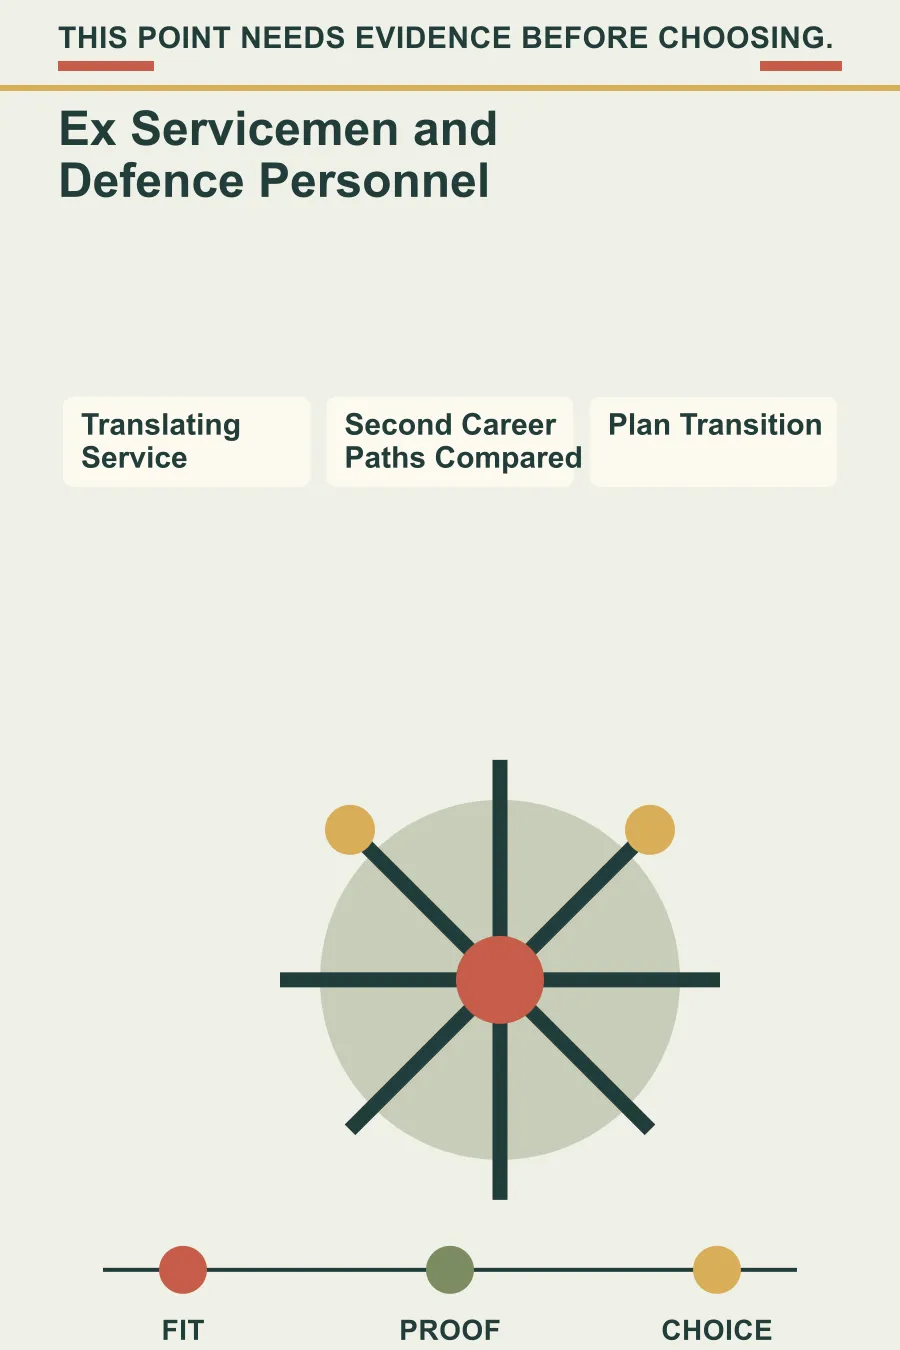 THIS POINT NEEDS EVIDENCE BEFORE CHOOSING.
Ex Servicemen and
Defence Personnel
Translating
Service
Second Career
Paths Compared
Plan Transition
FIT
PROOF
CHOICE